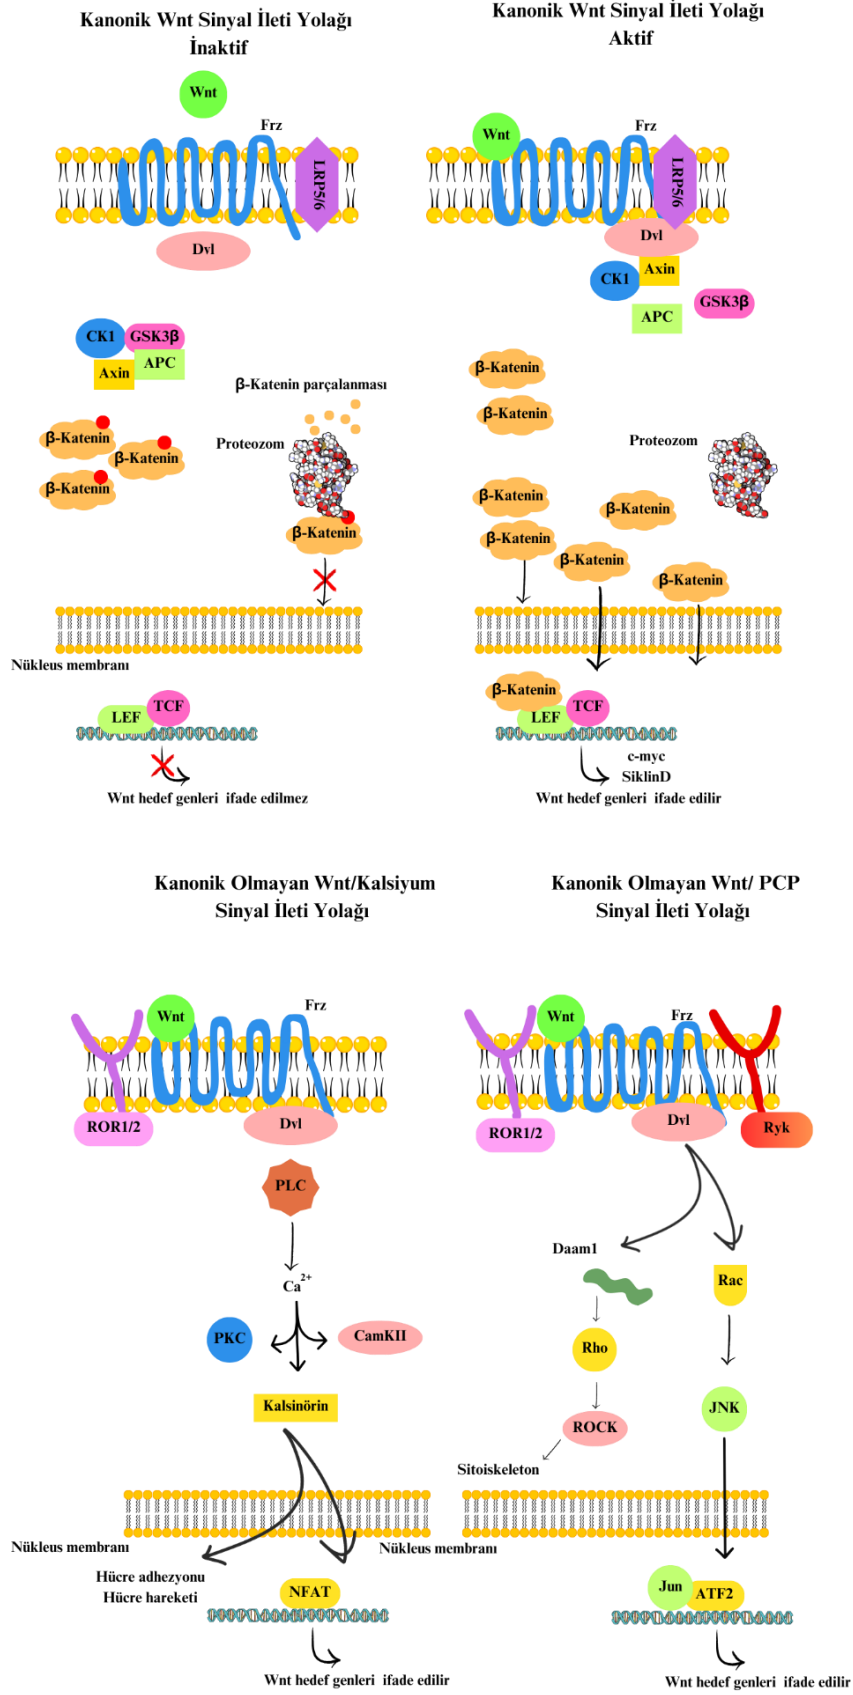 Kanonik Wnt Sinyal İleti Yolağı
İnaktif
Wnt
Frz
LRP5/6
Dvl
CK1
GSK3β
Axin
APC
β-Katenin parçalanması
β-Katenin
β-Katenin
β-Katenin
Proteozom
β-Katenin
Nükleus membranı
LEF
TCF
Wnt hedef genleri ifade edilmez
Kanonik Wnt Sinyal İleti Yolağı
Aktif
Wnt
Frz
LRP5/6
Dvl
CK1
Axin
GSK3β
APC
β-Katenin
β-Katenin
Proteozom
β-Katenin
β-Katenin
β-Katenin
β-Katenin
β-Katenin
β-Katenin
LEF
TCF
c-myc
SiklinD
Wnt hedef genleri ifade edilir
Kanonik Olmayan Wnt/Kalsiyum
Sinyal İleti Yolağı
Wnt
Frz
ROR1/2
Dvl
PLC
Ca2+
PKC
CamKII
Kalsinörin
Nükleus membranı
Hücre adhezyonu
Hücre hareketi
NFAT
Wnt hedef genleri ifade edilir
Kanonik Olmayan Wnt/ PCP
Sinyal İleti Yolağı
Wnt
Frz
ROR1/2
Dvl
Ryk
Daam1
Rac
Rho
JNK
ROCK
Sitoiskeleton
Nükleus membranı
Jun
ATF2
Wnt hedef genleri ifade edilir